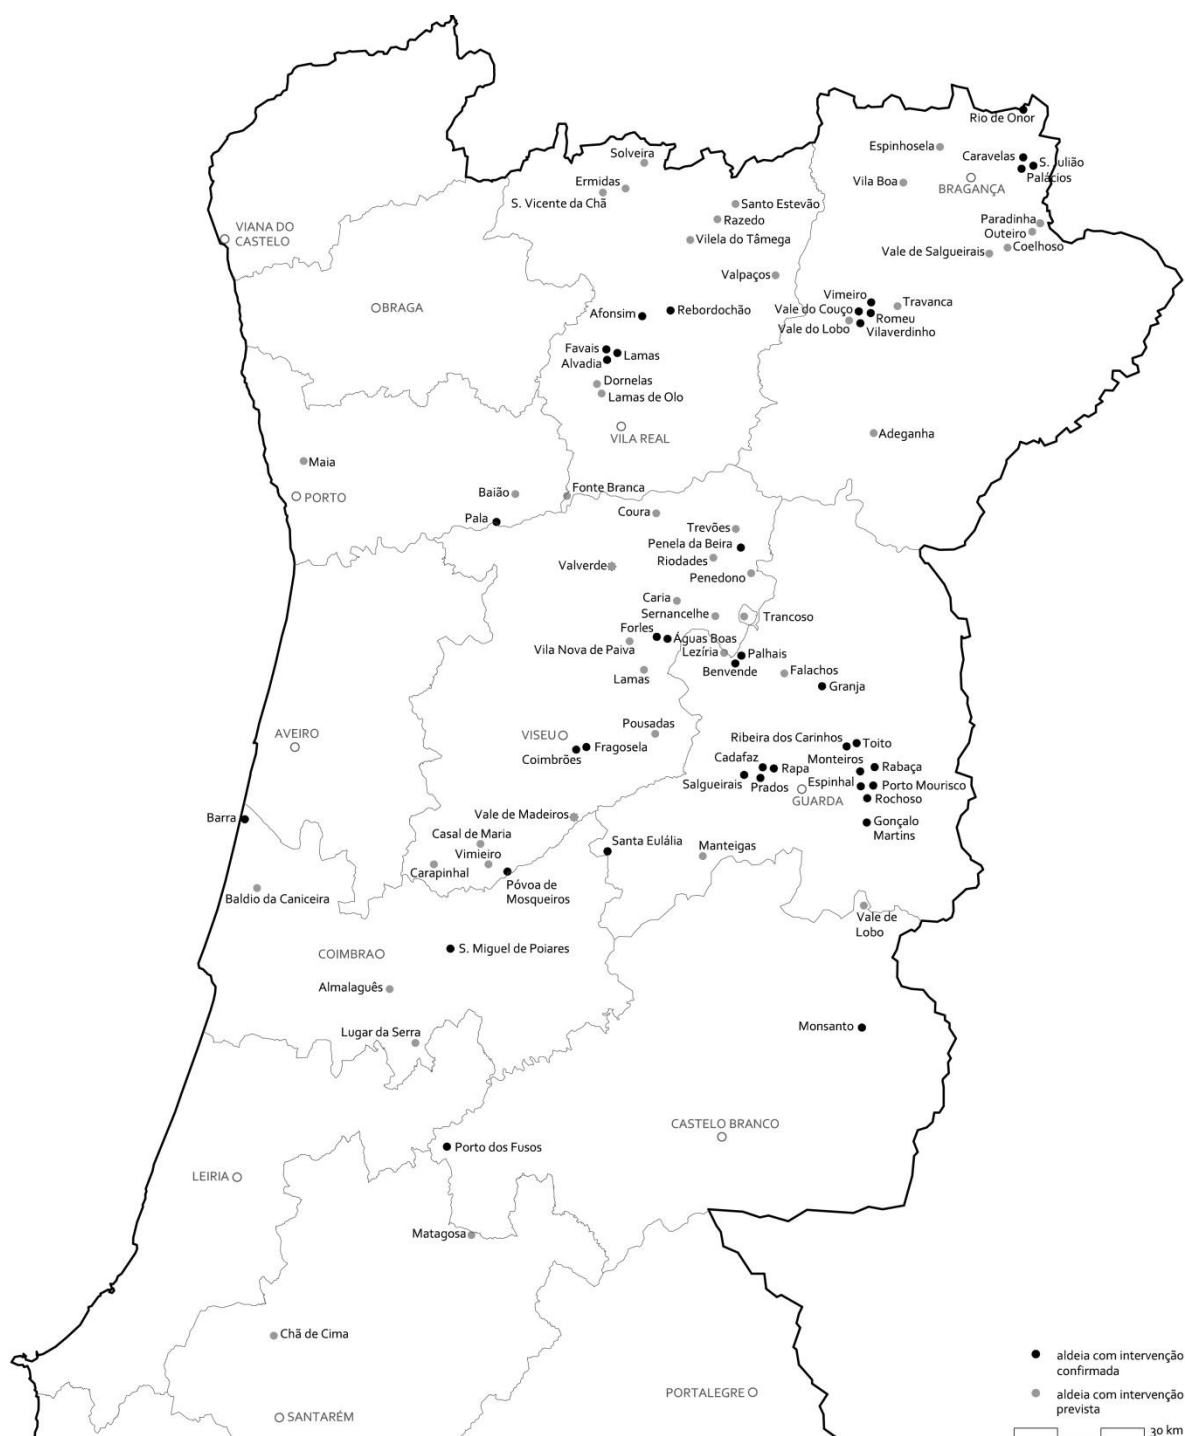 Rio de Onor
Espinhosela
Caravelas
S. Julião
Palácios
BRAGANÇA
Vila Boa
Solveira
Ermidas
S. Vicente da Chã
Santo Estevão
Razedo
Vilela do Tâmega
Valpaços
VIANA DO
CASTELO
Paradinha
Outeiro
Coelhoso
Vale de Salgueirais
BRAGA
Afonsim
Rebordochão
Vimeiro
Travanca
Vale do Couço
Romeu
Vale do Lobo
Vilaverdinho
Favais
Lamas
Alvadia
Dornelas
Lamas de Olo
VILA REAL
Adeganha
Maia
PORTO
Baião
Fonte Branca
Pala
Coura
Trevões
Penela da Beira
Riodades
Penedono
Valverde
Caria
Sernancelhe
Trancoso
Forles
Águas Boas
Vila Nova de Paiva
Lezíria
Palhais
Benvende
Lamas
Falachos
Granja
AVEIRO
VISEU
Pousadas
Fragosela
Coimbrões
Ribeira dos Carinhos
Toito
Cadafaz
Monteiros
Rapa
Rabaça
Salgueirais
Prados
Espinhal
Porto Mourisco
GUARDA
Rochoso
Gonçalo
Martins
Barra
Vale de Madeiros
Casal de Maria
Vimieiro
Carapinhal
Santa Eulália
Manteigas
Póvoa de
Mosqueiros
Baldio da Caniceira
Vale de
Lobo
COIMBRA
S. Miguel de Poiares
Almalaguês
Monsanto
Lugar da Serra
CASTELO BRANCO
Porto dos Fusos
LEIRIA
Matagosa
Chã de Cima
PORTALEGRE
SANTARÉM
aldeia com intervenção
confirmada
aldeia com intervenção
prevista
30 km